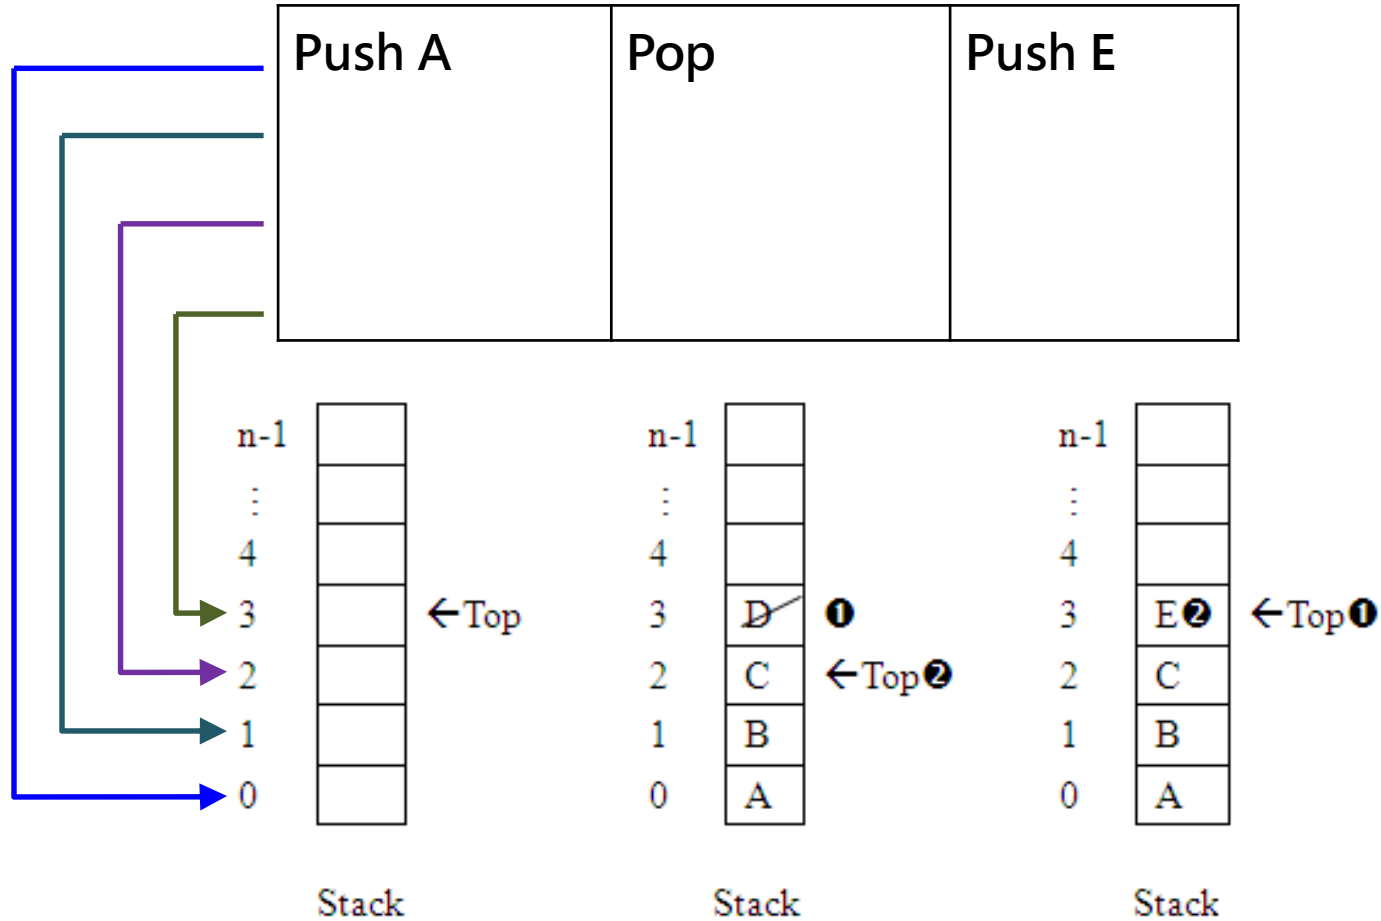 Push A Pop Push E
n-1 n-1 n-1
⋮ ⋮ ⋮
4 4 4
3 ←Top 3 D ❶ 3 E❷ ←Top❶
2 2 C ←Top❷ 2 C
1 1 B 1 B
0 0 A 0 A
Stack Stack Stack